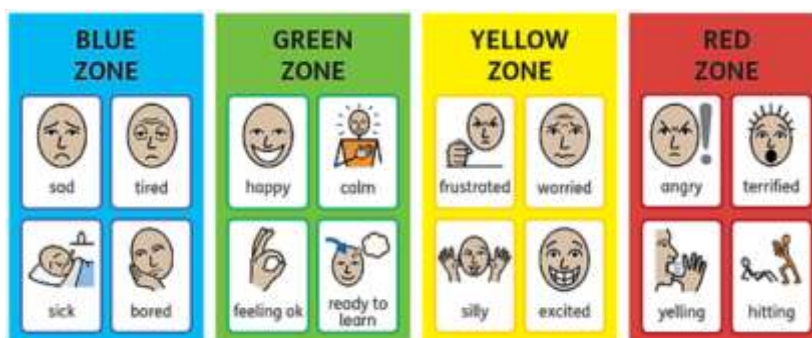 BLUE
ZONE
sad
tired
sick
bored
GREEN
ZONE
happy
calm
feeling ok
ready to
learn
YELLOW
ZONE
frustrated
worried
silly
excited
RED
ZONE
angry
terrified
yelling
hitting